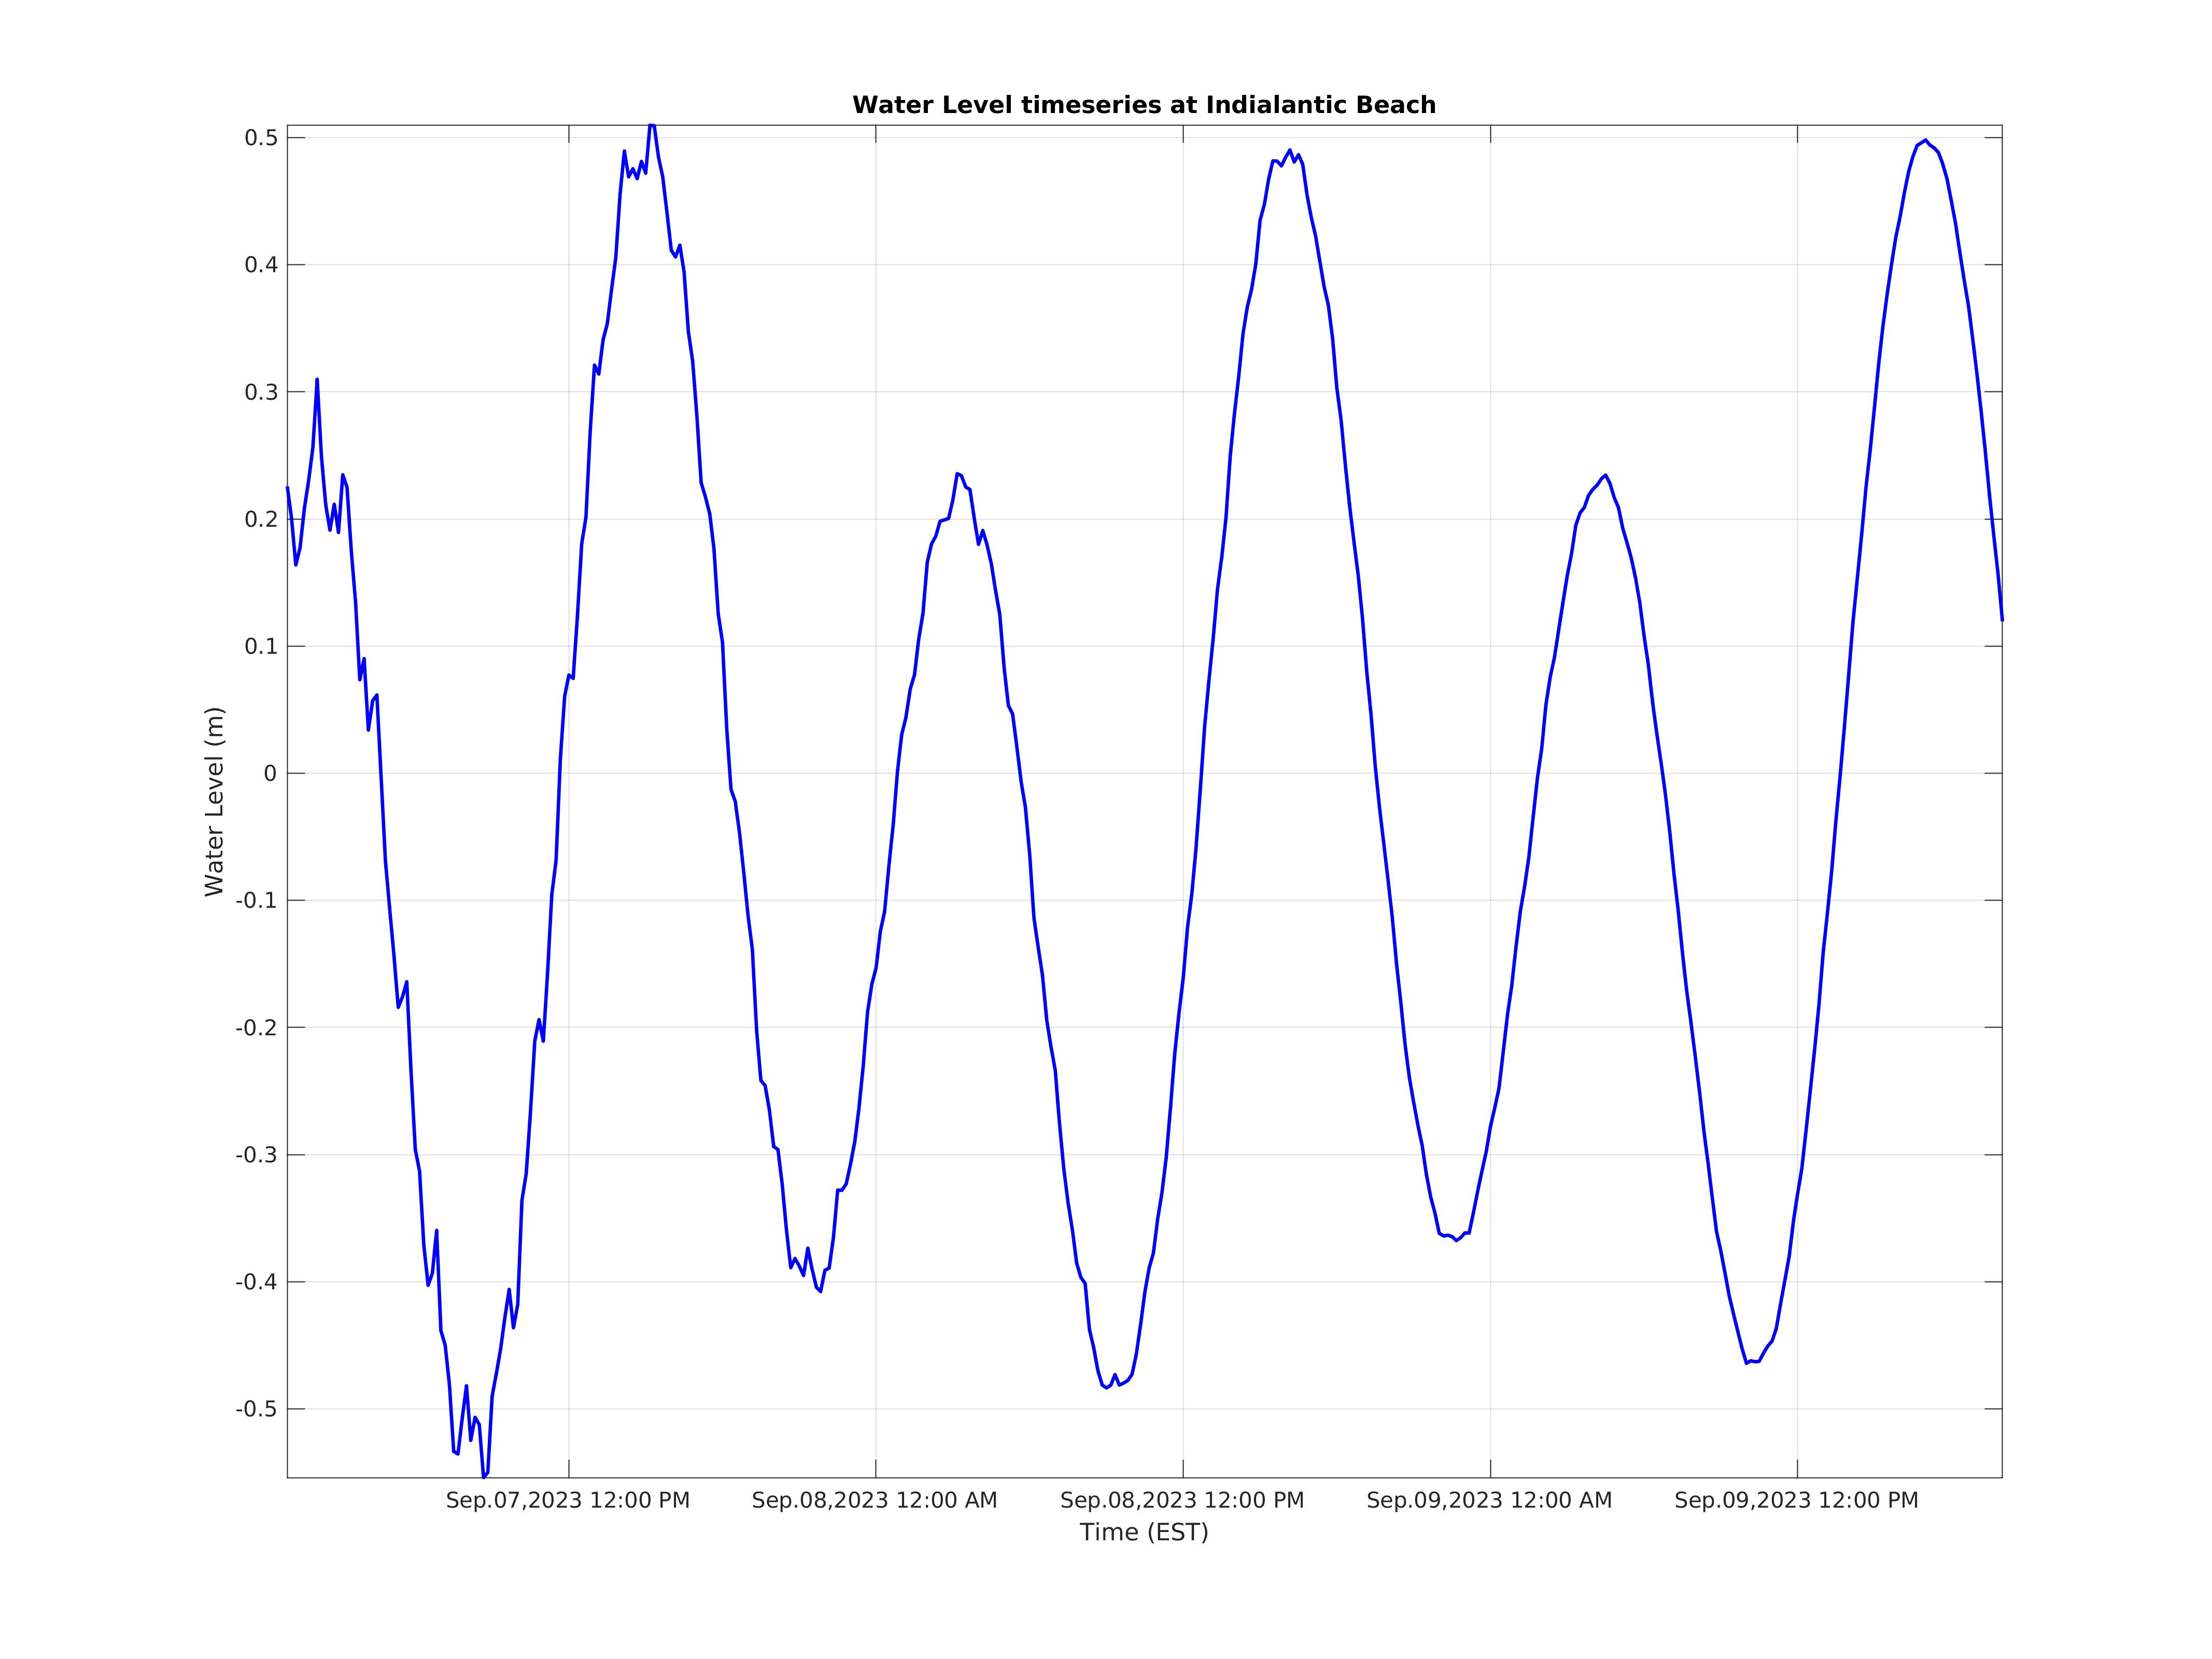 Water Level timeseries at Indialantic Beach
0.5
0.4
0.3
0.2
0.1
0
-0.1
-0.2
-0.3
-0.4
-0.5
Water Level (m)
Sep.07,2023 12:00 PM
Sep.08,2023 12:00 AM
Sep.08,2023 12:00 PM
Sep.09,2023 12:00 AM
Sep.09,2023 12:00 PM
Time (EST)